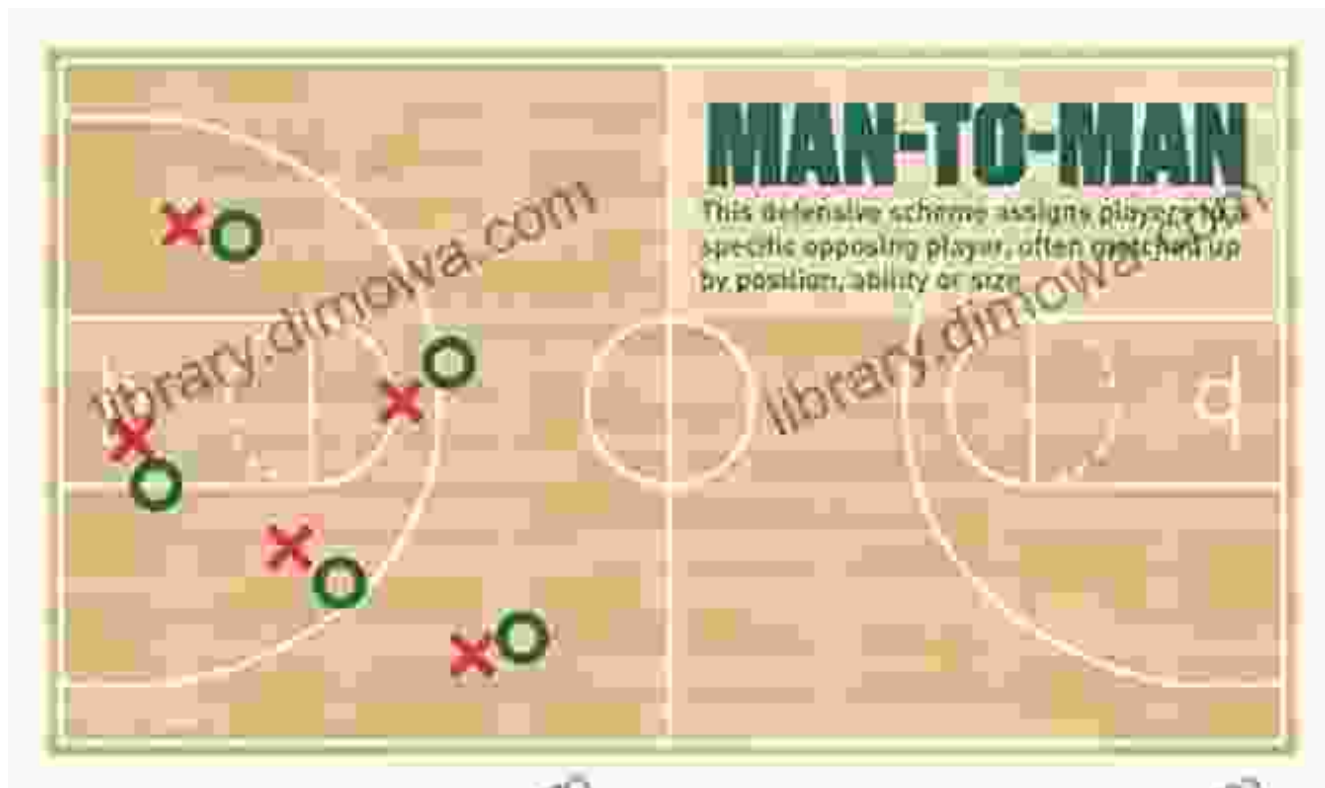 MAN-TO-MAN
This defensive scheme assigns players to a
specific opposing player, often matched up
by position, ability or size
library.dimowa.com
library.dimowa.com